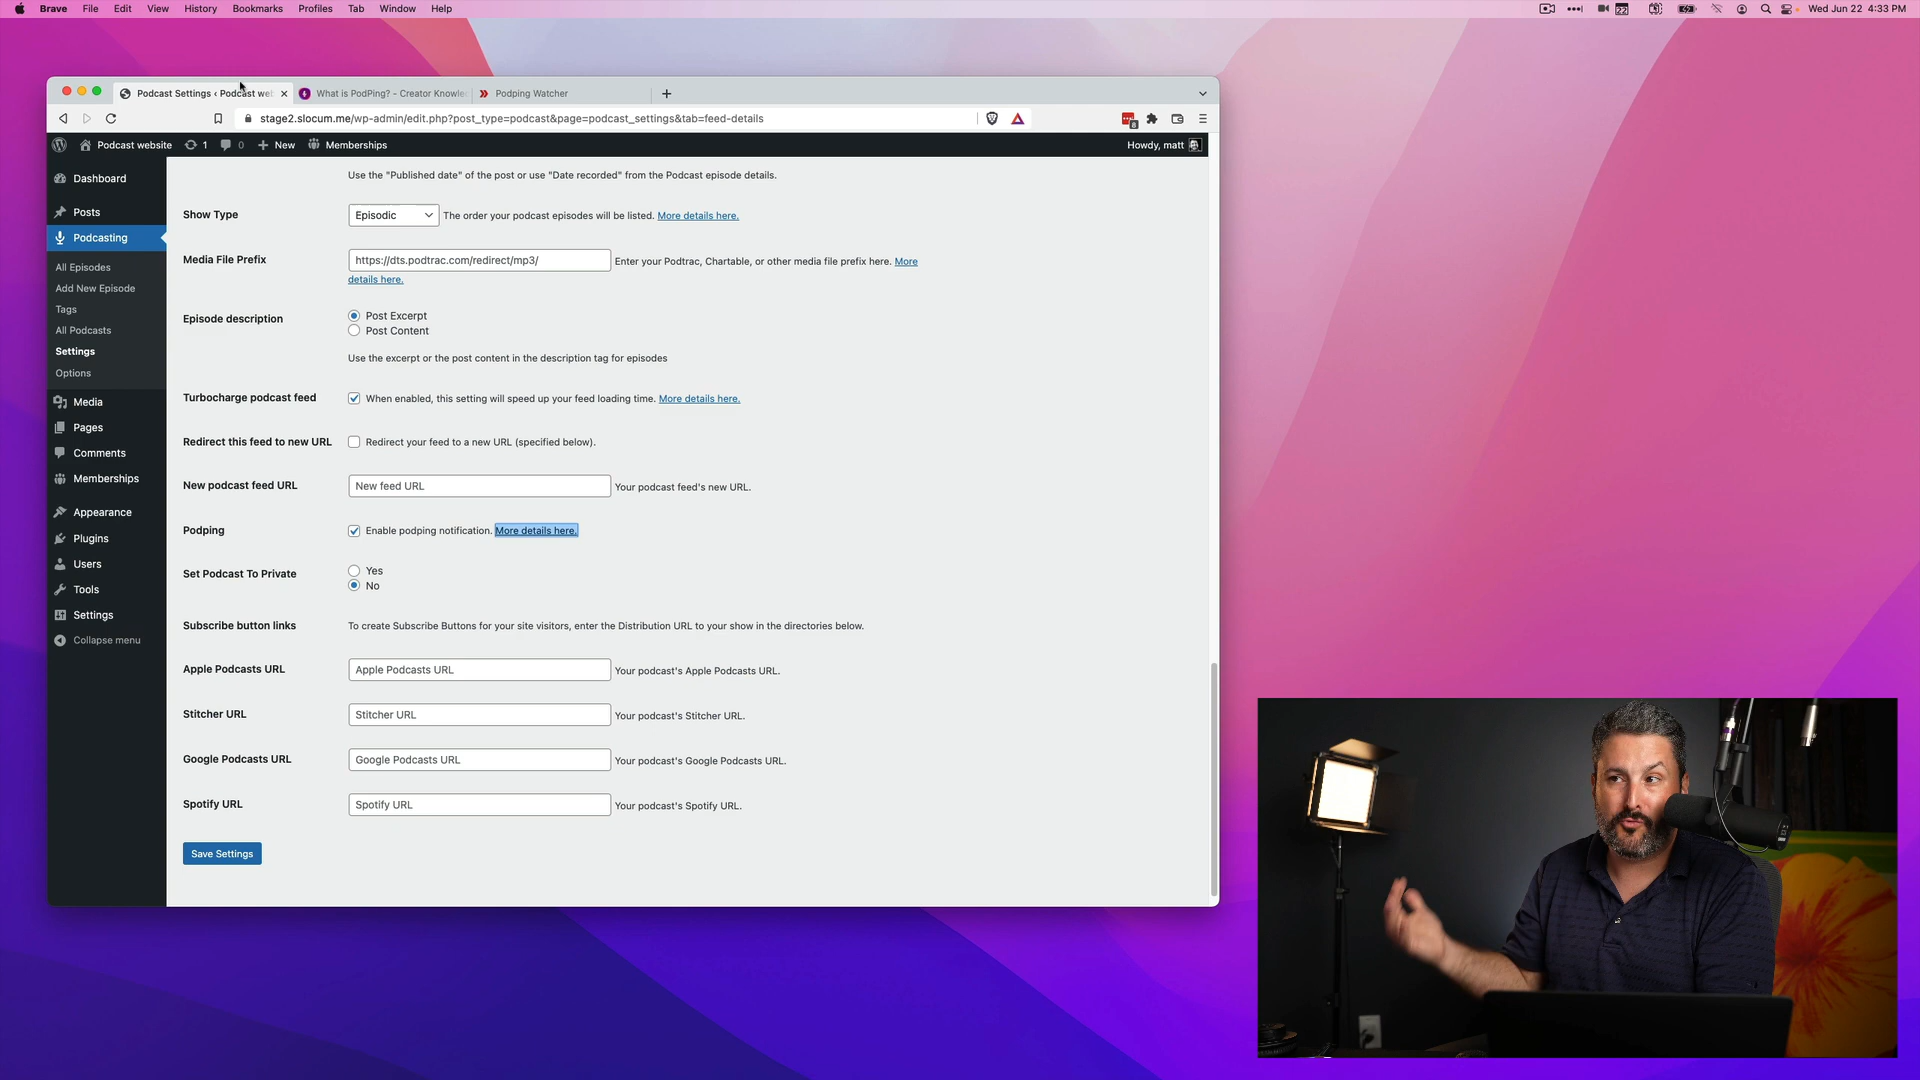 Brave File Edit View History Bookmarks Profiles Tab Window Help
22 Wed Jun 22 4:33 PM
Podcast Settings ‹ Podcast web
What is PodPing? - Creator Knowle
Podping Watcher
stage2.slocum.me/wp-admin/edit.php?post_type=podcast&page=podcast_settings&tab=feed-details
8
Podcast website 1 0 New Memberships Howdy, matt
Dashboard
Posts
Podcasting
All Episodes
Add New Episode
Tags
All Podcasts
Settings
Options
Media
Pages
Comments
Memberships
Appearance
Plugins
Users
Tools
Settings
Collapse menu
Use the "Published date" of the post or use "Date recorded" from the Podcast episode details.
Show Type Episodic The order your podcast episodes will be listed. More details here.
Media File Prefix https://dts.podtrac.com/redirect/mp3/ Enter your Podtrac, Chartable, or other media file prefix here. More
details here.
Episode description Post Excerpt
Post Content
Use the excerpt or the post content in the description tag for episodes
Turbocharge podcast feed When enabled, this setting will speed up your feed loading time. More details here.
Redirect this feed to new URL Redirect your feed to a new URL (specified below).
New podcast feed URL New feed URL Your podcast feed's new URL.
Podping Enable podping notification. More details here.
Set Podcast To Private Yes
No
Subscribe button links To create Subscribe Buttons for your site visitors, enter the Distribution URL to your show in the directories below.
Apple Podcasts URL Apple Podcasts URL Your podcast's Apple Podcasts URL.
Stitcher URL Stitcher URL Your podcast's Stitcher URL.
Google Podcasts URL Google Podcasts URL Your podcast's Google Podcasts URL.
Spotify URL Spotify URL Your podcast's Spotify URL.
Save Settings